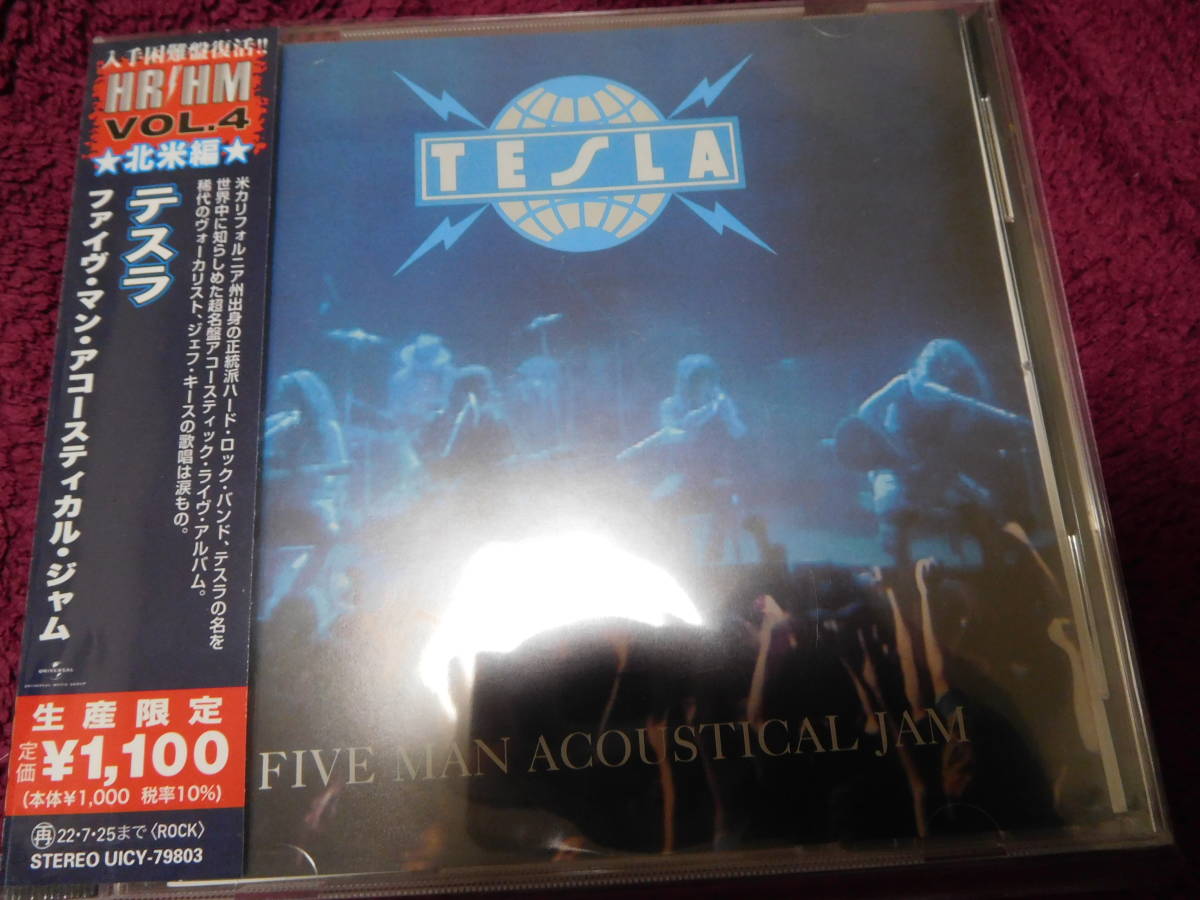 入手困難盤復活!!
HR/HM
VOL.4
★北米編★
テスラ
ファイヴ・マン・アコースティカル・ジャム
米カリフォルニア州出身の正統派ハード・ロック・バンド、テスラの名を
世界中に知らしめた超名盤アコースティック・ライヴ・アルバム。
稀代のヴォーカリスト、ジェフ・キースの歌唱は涙もの。
UNIVERSAL
UNIVERSAL MUSIC GROUP
生産限定
定価 ¥1,100
(本体¥1,000 税率10%)
再 22・7・25まで〈ROCK〉
STEREO UICY-79803
TESLA
FIVE MAN ACOUSTICAL JAM